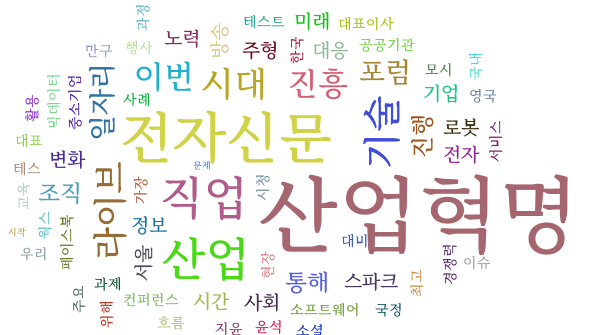 과정
노력
방송
테스트
미래
대표이사
만구
행사
주형
한국
대응
공공기관
이번
시대
진흥
포럼
모시
국내
활용
빅데이터
중소기업
일자리
사례
기업
영국
전자신문
기술
진행
로봇
대표
변화
전자
서비스
테스
문제
교육
조직
라이브
가장
직업
시청
산업혁명
시작
웍스
페이스북
정보
우리
서울
산업
현장
대비
경쟁력
이슈
과제
통해
스파크
최고
주요
위해
컨퍼런스
시간
사회
소프트웨어
국정
흐름
지윤
윤석
소셜